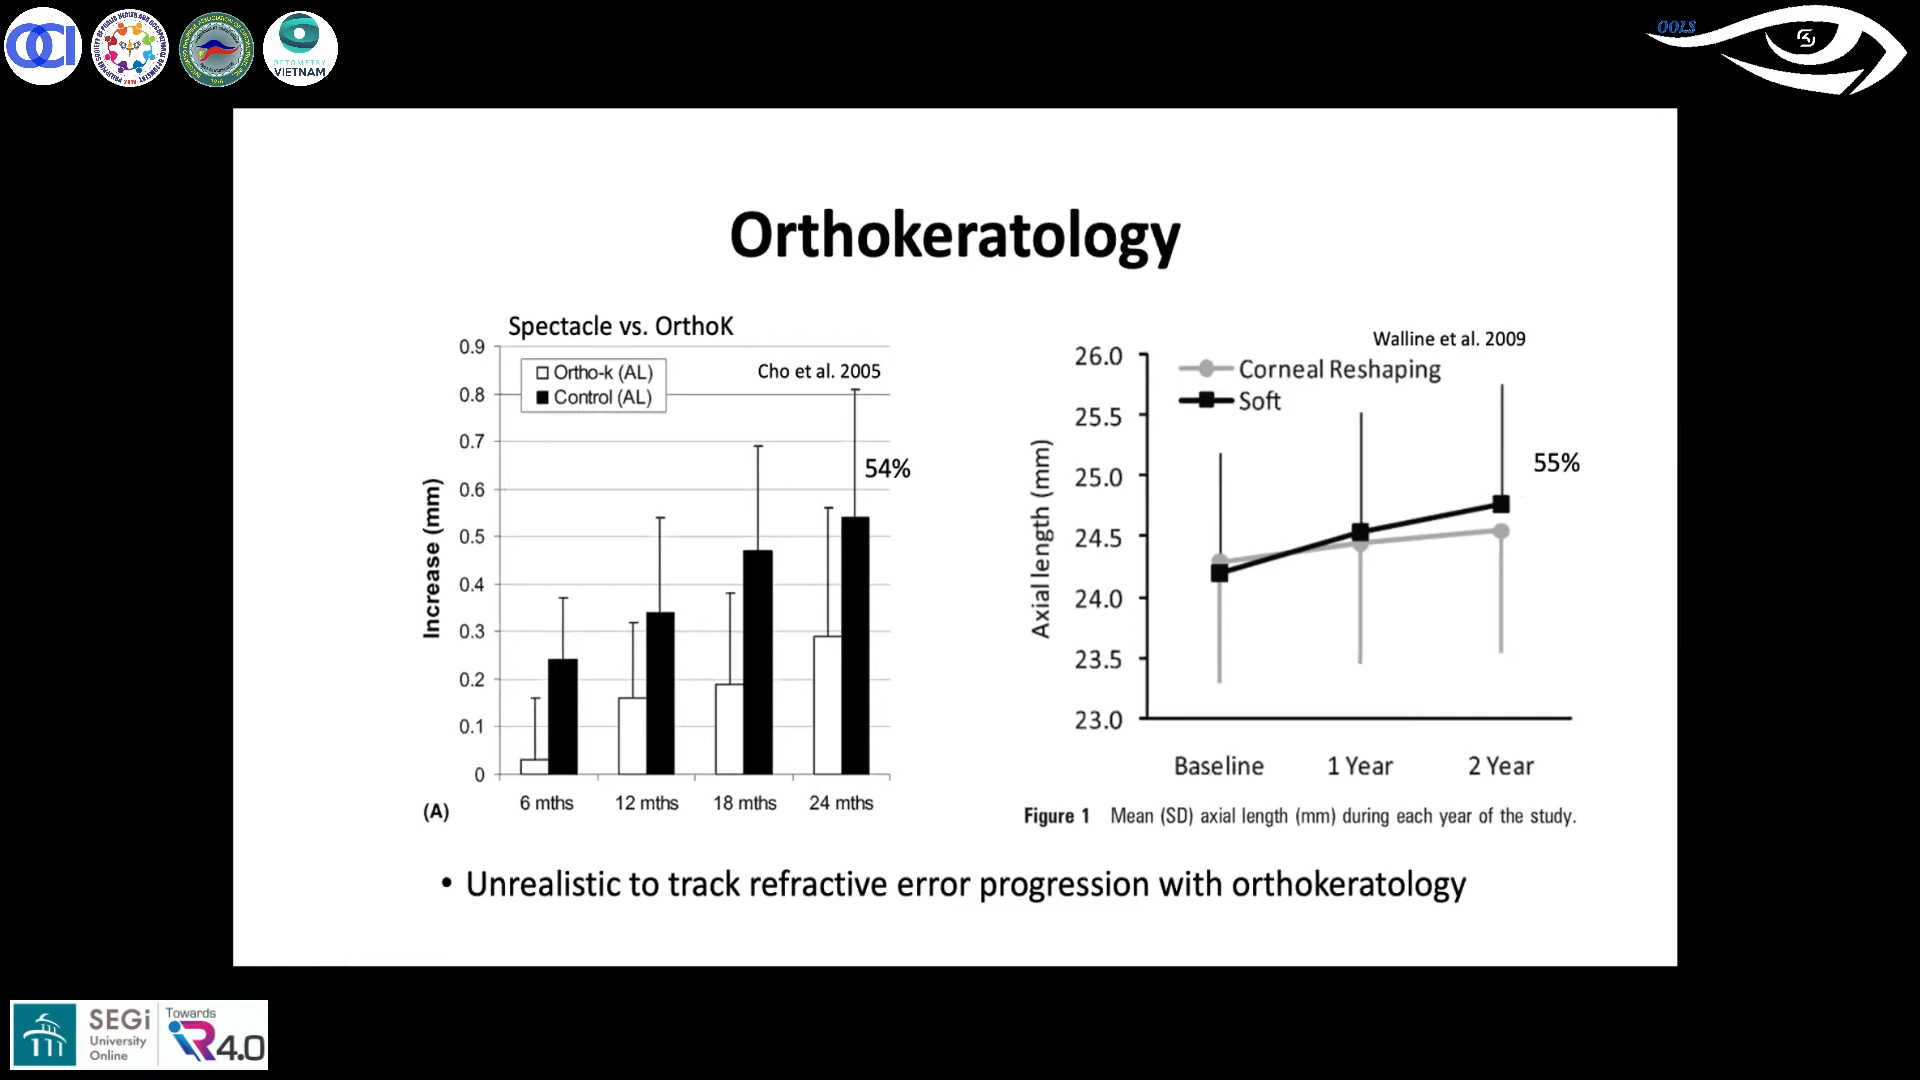 OCI
OPTOMETRY
VIETNAM
OOLS
Orthokeratology
Spectacle vs. OrthoK
Cho et al. 2005
Ortho-k (AL)
Control (AL)
54%
Increase (mm)
0.9
0.8
0.7
0.6
0.5
0.4
0.3
0.2
0.1
0
6 mths
12 mths
18 mths
24 mths
(A)
Walline et al. 2009
Corneal Reshaping
Soft
55%
Axial length (mm)
26.0
25.5
25.0
24.5
24.0
23.5
23.0
Baseline
1 Year
2 Year
Figure 1 Mean (SD) axial length (mm) during each year of the study.
• Unrealistic to track refractive error progression with orthokeratology
SEGi
University
Online
Towards
iR4.0